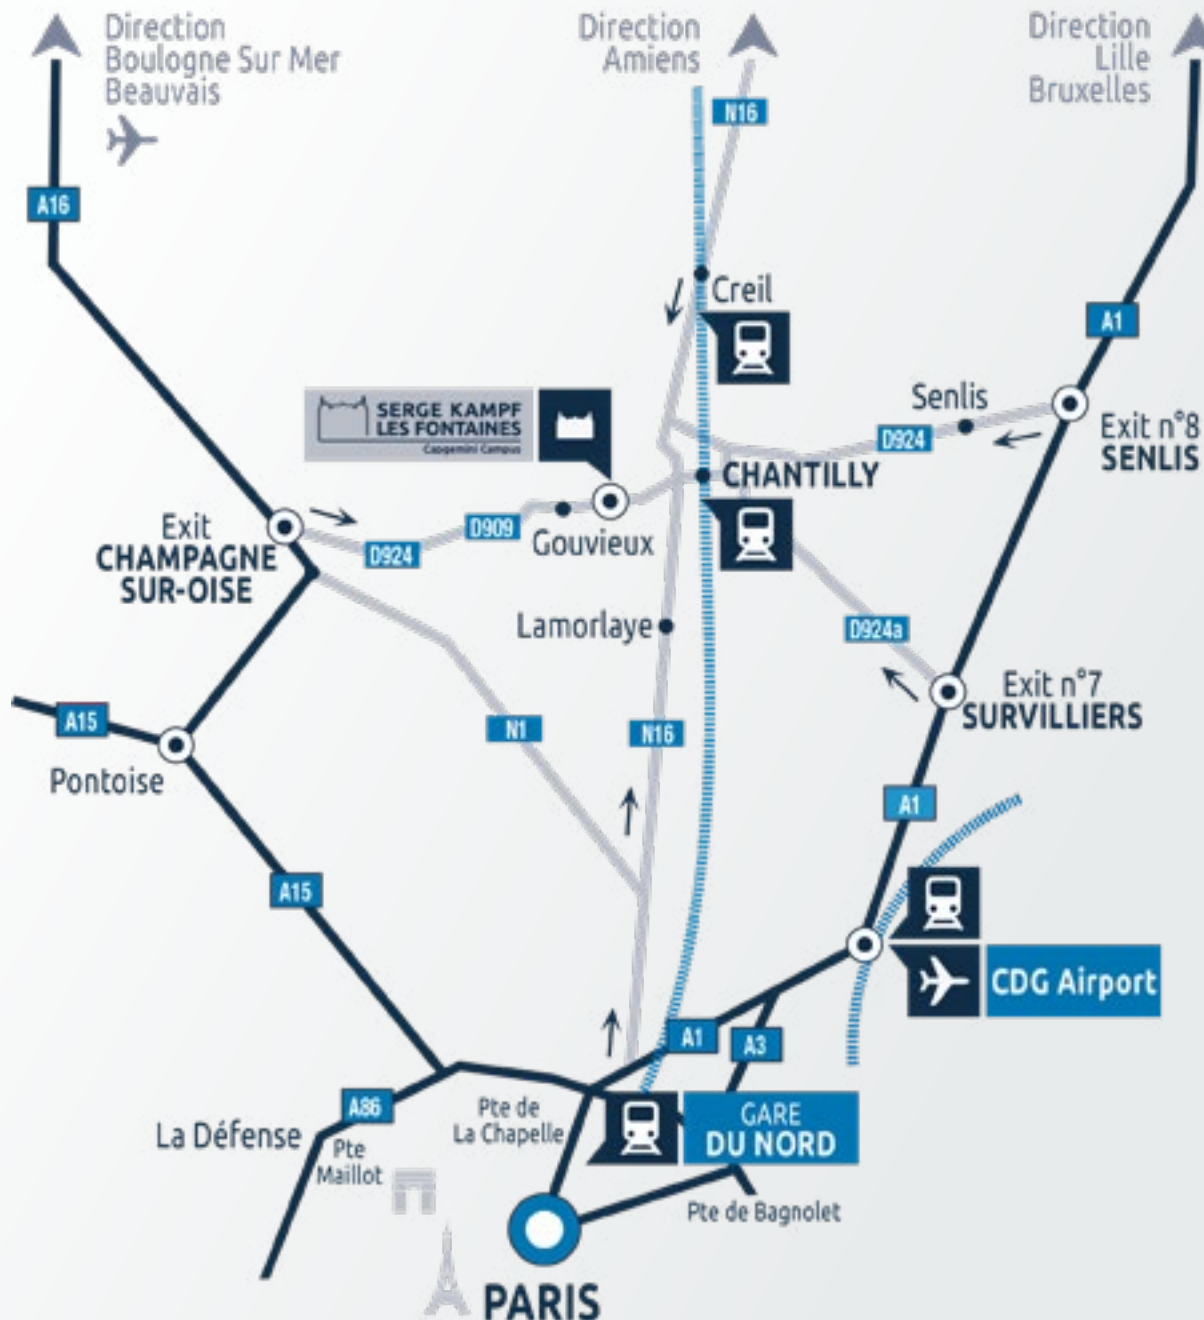 Direction
Boulogne Sur Mer
Beauvais
Direction
Amiens
Direction
Lille
Bruxelles
N16
A16
Creil
A1
SERGE KAMPF
LES FONTAINES
Capgemini Campus
Senlis
D924
Exit n°8
SENLIS
CHANTILLY
Exit
CHAMPAGNE
SUR-OISE
D909
D924
Gouvieux
Lamorlaye
D924a
Exit n°7
SURVILLIERS
A15
Pontoise
N1
N16
A1
A15
CDG Airport
A1
A3
A86
La Défense
Pte
Maillot
Pte de
La Chapelle
GARE
DU NORD
Pte de Bagnolet
PARIS